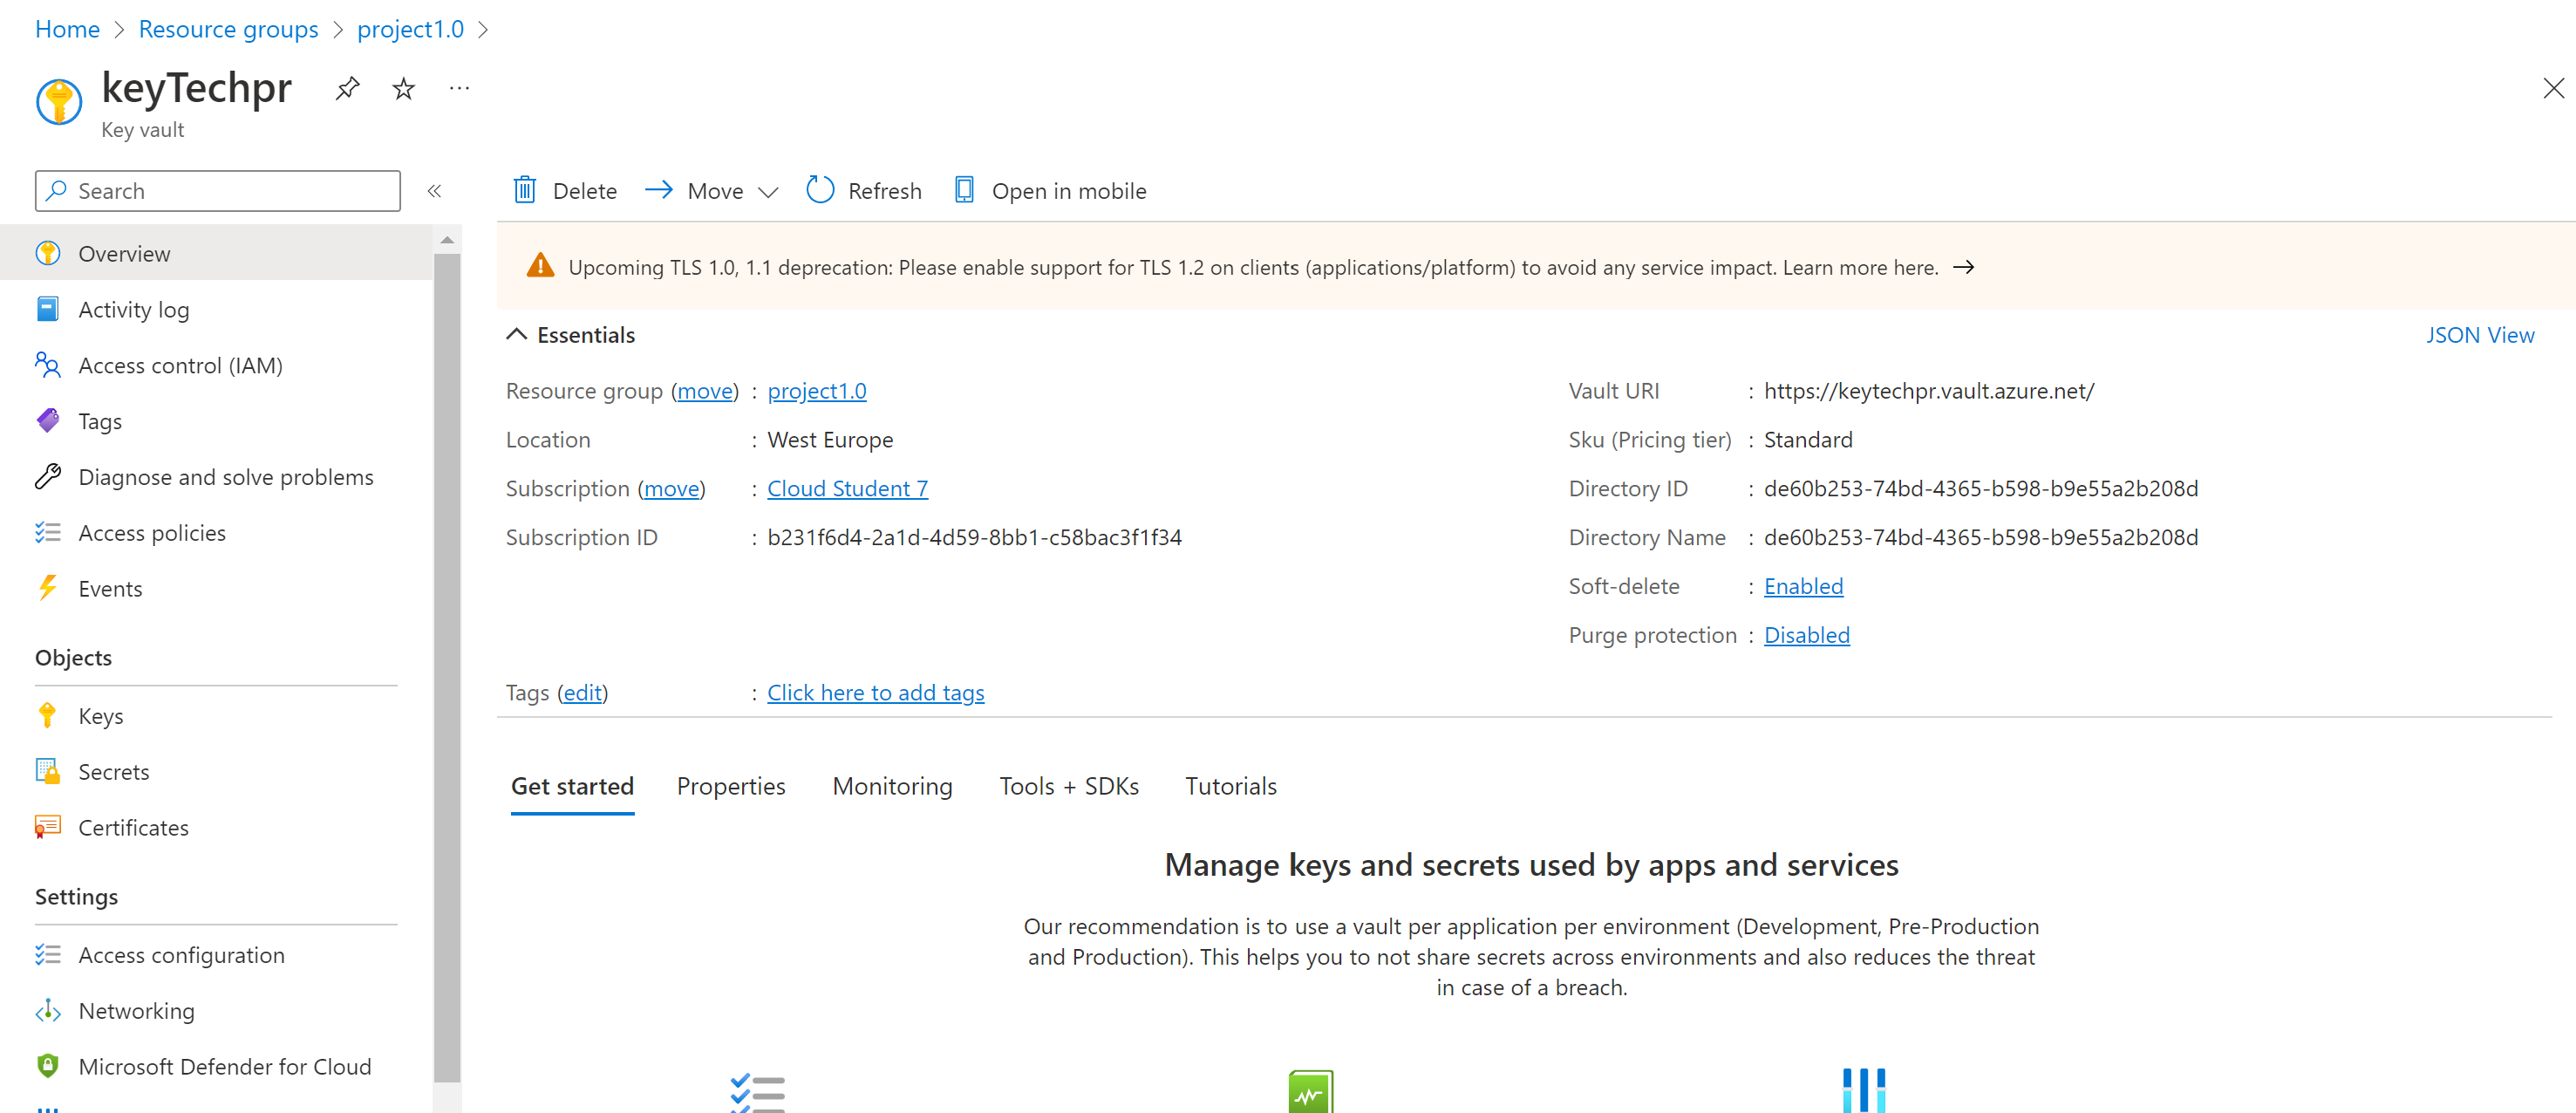 Home > Resource groups > project1.0 >
keyTechpr
Key vault
Search
Overview
Activity log
Access control (IAM)
Tags
Diagnose and solve problems
Access policies
Events
Objects
Keys
Secrets
Certificates
Settings
Access configuration
Networking
Microsoft Defender for Cloud
Delete Move Refresh Open in mobile
Upcoming TLS 1.0, 1.1 deprecation: Please enable support for TLS 1.2 on clients (applications/platform) to avoid any service impact. Learn more here. →
Essentials
JSON View
Resource group (move) : project1.0
Location : West Europe
Subscription (move) : Cloud Student 7
Subscription ID : b231f6d4-2a1d-4d59-8bb1-c58bac3f1f34
Vault URI : https://keytechpr.vault.azure.net/
Sku (Pricing tier) : Standard
Directory ID : de60b253-74bd-4365-b598-b9e55a2b208d
Directory Name : de60b253-74bd-4365-b598-b9e55a2b208d
Soft-delete : Enabled
Purge protection : Disabled
Tags (edit) : Click here to add tags
Get started Properties Monitoring Tools + SDKs Tutorials
Manage keys and secrets used by apps and services
Our recommendation is to use a vault per application per environment (Development, Pre-Production
and Production). This helps you to not share secrets across environments and also reduces the threat
in case of a breach.